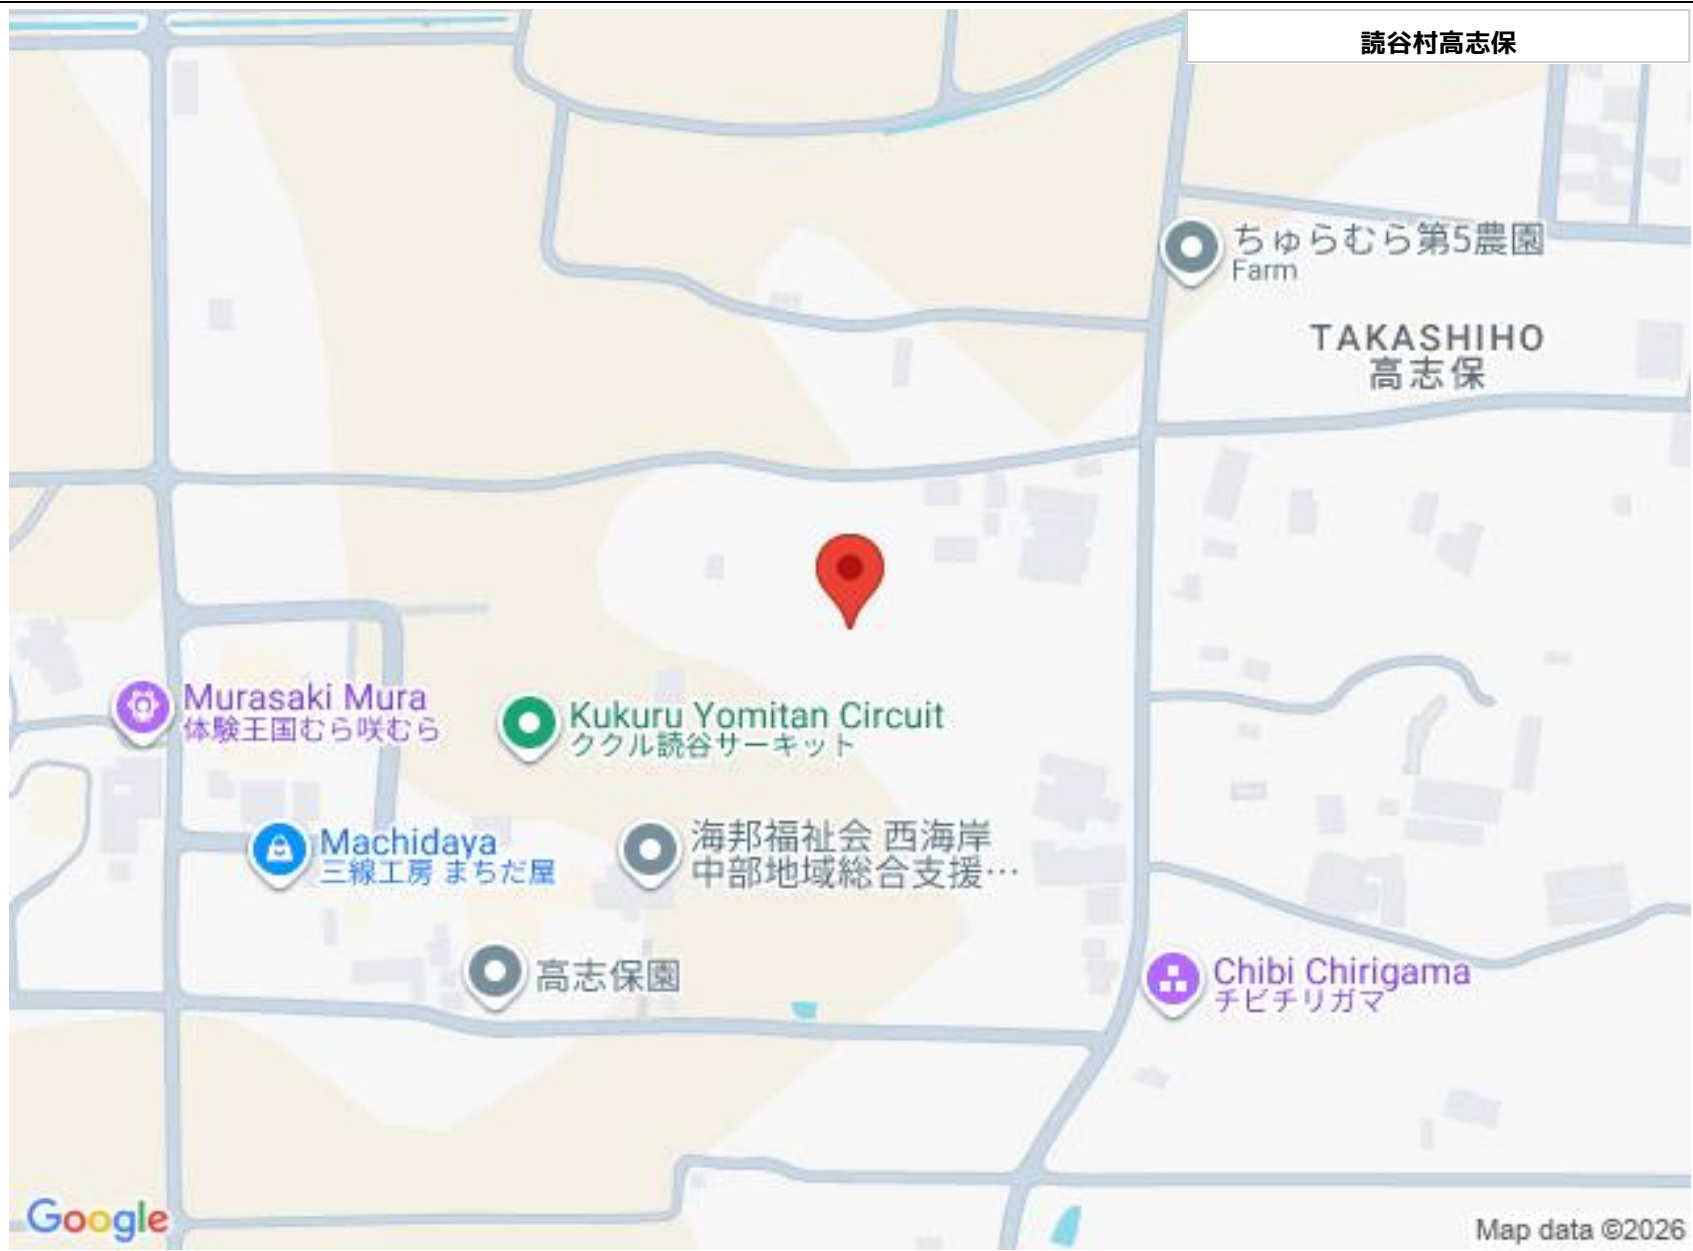 読谷村高志保
ちゅらむら第5農園
Farm
TAKASHIHO
高志保
Murasaki Mura
体験王国むら咲むら
Kukuru Yomitan Circuit
ククル読谷サーキット
Machidaya
三線工房 まちだ屋
海邦福祉会 西海岸
中部地域総合支援…
高志保園
Chibi Chirigama
チビチリガマ
Google
Map data ©2026